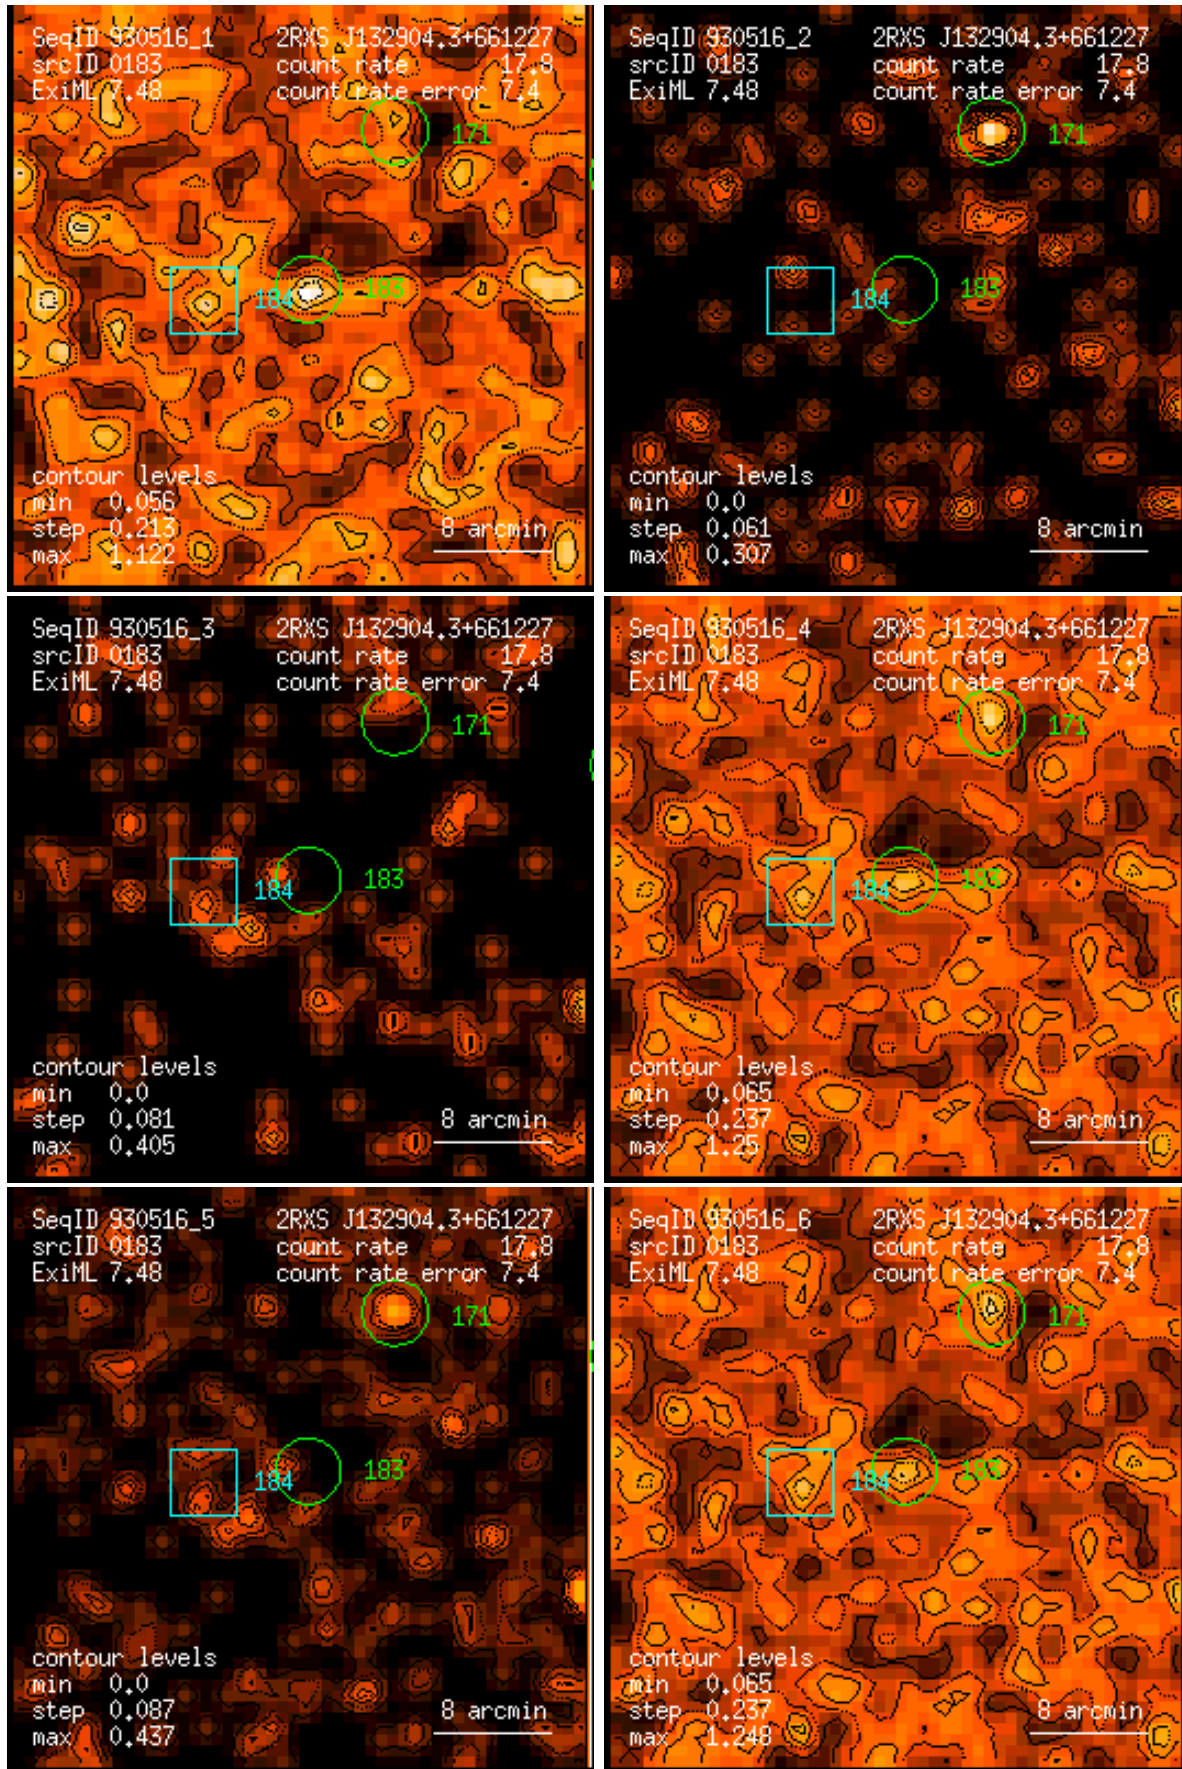 SeqID 930516_1 2RXS J132904.3+661227
srcID 0183 count rate 17.8
ExiML 7.48 count rate error 7.4
171
184 183
contour levels
min 0.056
step 0.213 8 arcmin
max 1.122
SeqID 930516_2 2RXS J132904.3+661227
srcID 0183 count rate 17.8
ExiML 7.48 count rate error 7.4
171
184 183
contour levels
min 0.0
step 0.061 8 arcmin
max 0.307
SeqID 930516_3 2RXS J132904.3+661227
srcID 0183 count rate 17.8
ExiML 7.48 count rate error 7.4
171
184 183
contour levels
min 0.0
step 0.081 8 arcmin
max 0.405
SeqID 930516_4 2RXS J132904.3+661227
srcID 0183 count rate 17.8
ExiML 7.48 count rate error 7.4
171
184 183
contour levels
min 0.065
step 0.237 8 arcmin
max 1.25
SeqID 930516_5 2RXS J132904.3+661227
srcID 0183 count rate 17.8
ExiML 7.48 count rate error 7.4
171
184 183
contour levels
min 0.0
step 0.087 8 arcmin
max 0.437
SeqID 930516_6 2RXS J132904.3+661227
srcID 0183 count rate 17.8
ExiML 7.48 count rate error 7.4
171
184 183
contour levels
min 0.065
step 0.237 8 arcmin
max 1.248